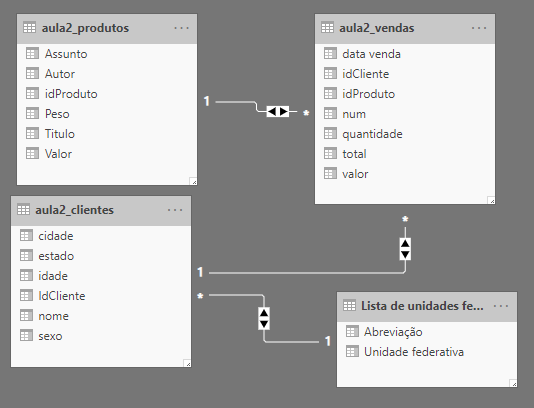 aula2_produtos
Assunto
Autor
idProduto
Peso
Titulo
Valor
aula2_vendas
data venda
idCliente
idProduto
num
quantidade
total
valor
1
*
aula2_clientes
cidade
estado
idade
IdCliente
nome
sexo
*
1
*
1
Lista de unidades fe...
Abreviação
Unidade federativa